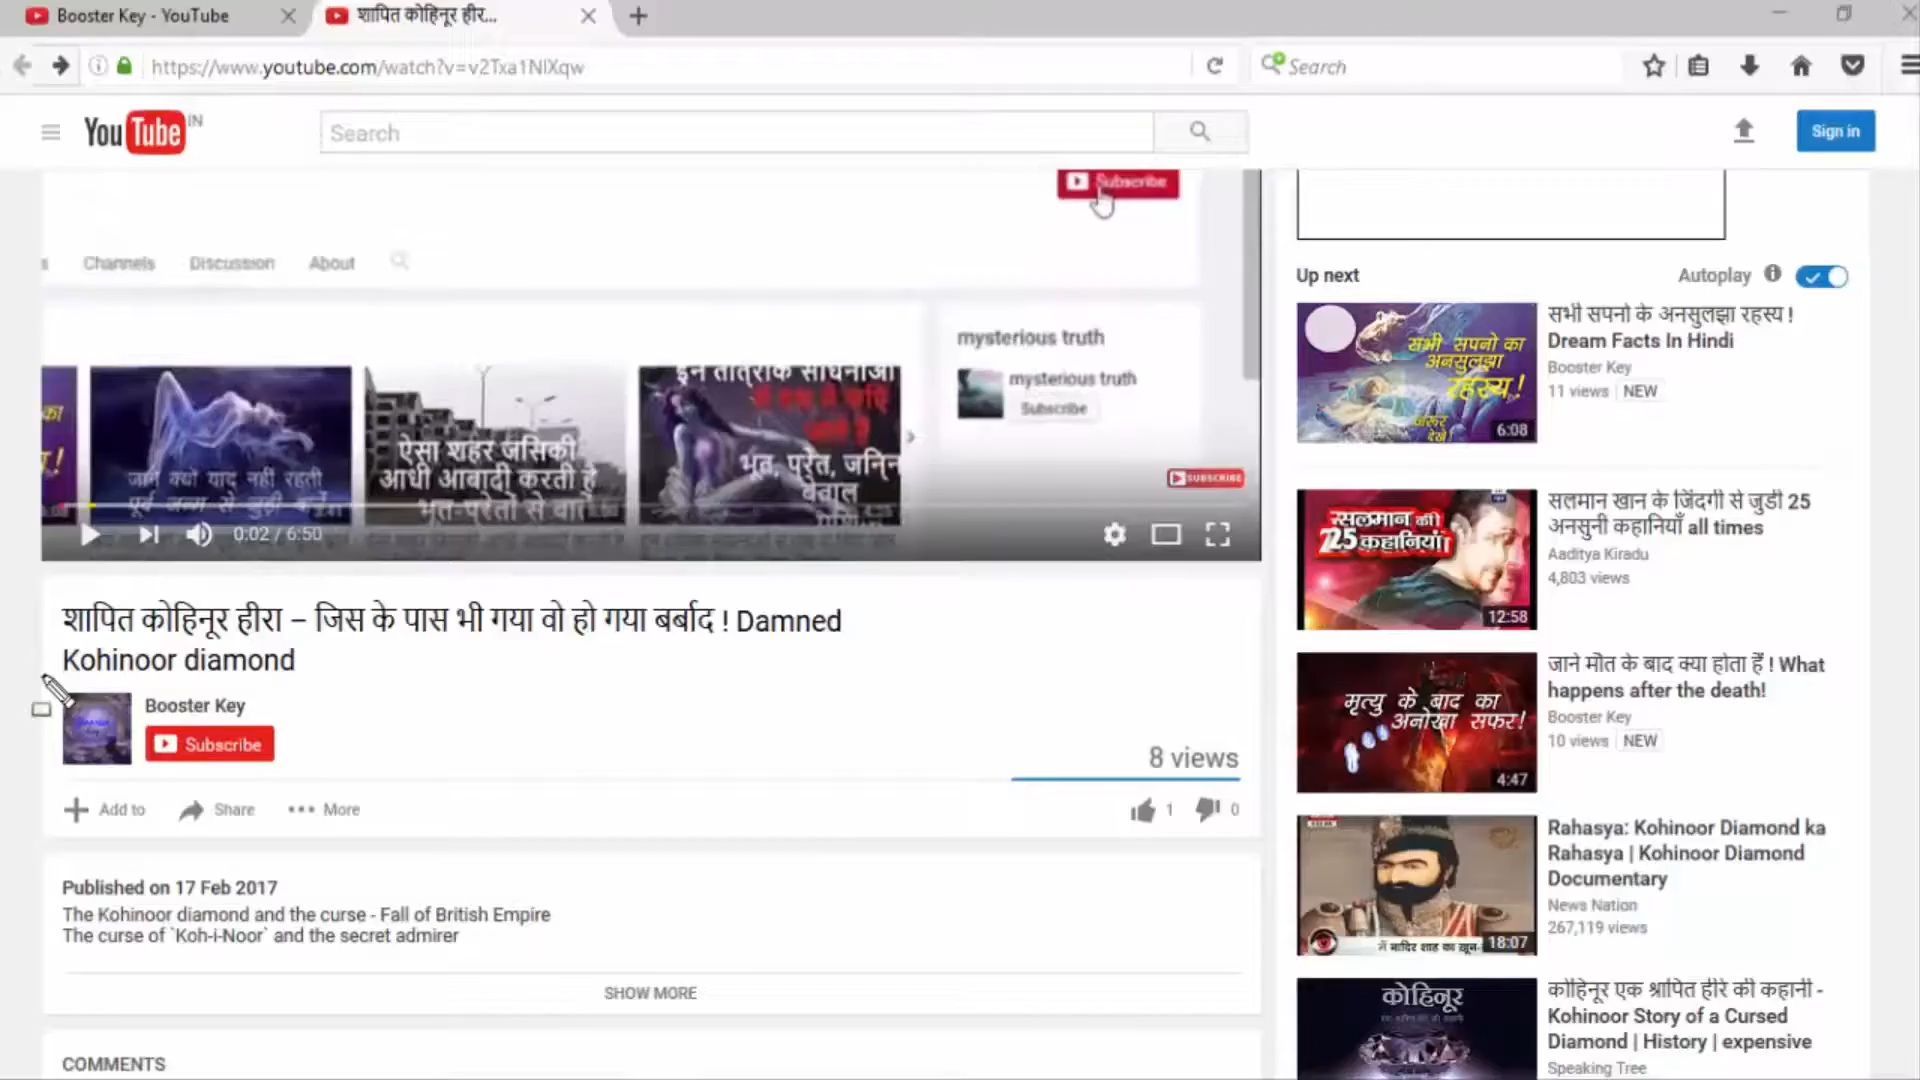 Booster Key - YouTube
शापित कोहिनूर हीर...
https://www.youtube.com/watch?v=v2Txa1NlXqw
Search
YouTube IN
Search
Sign in
Subscribe
Channels Discussion About
mysterious truth
mysterious truth
Subscribe
जाने क्यों याद नहीं रहती
पूर्व जन्म से जुड़ी
ऐसा शहर जिसकी
आधी आबादी करती है
भूत-प्रेतों से बातें
इन तांत्रिक साधनाओं
भूत, प्रेत, जिन्न
बेताल
SUBSCRIBE
0:02 / 6:50
शापित कोहिनूर हीरा – जिस के पास भी गया वो हो गया बर्बाद ! Damned
Kohinoor diamond
Booster Key
Subscribe
8 views
Add to Share More
1 0
Published on 17 Feb 2017
The Kohinoor diamond and the curse - Fall of British Empire
The curse of `Koh-i-Noor` and the secret admirer
SHOW MORE
COMMENTS
Up next
Autoplay
सभी सपनो का
अनसुलझा
रहस्य !
जरूर
देखे !
6:08
सभी सपनो के अनसुलझा रहस्य !
Dream Facts In Hindi
Booster Key
11 views NEW
सलमान की
25 कहानियां
12:58
सलमान खान के जिंदगी से जुडी 25
अनसुनी कहानियाँ all times
Aaditya Kiradu
4,803 views
मृत्यु के बाद का
अनोखा सफर!
4:47
जाने मौत के बाद क्या होता हैं ! What
happens after the death!
Booster Key
10 views NEW
में नादिर शाह का खून-
18:07
Rahasya: Kohinoor Diamond ka
Rahasya | Kohinoor Diamond
Documentary
News Nation
267,119 views
कोहिनूर
कोहिनूर एक श्रापित हीरे की कहानी -
Kohinoor Story of a Cursed
Diamond | History | expensive
Speaking Tree